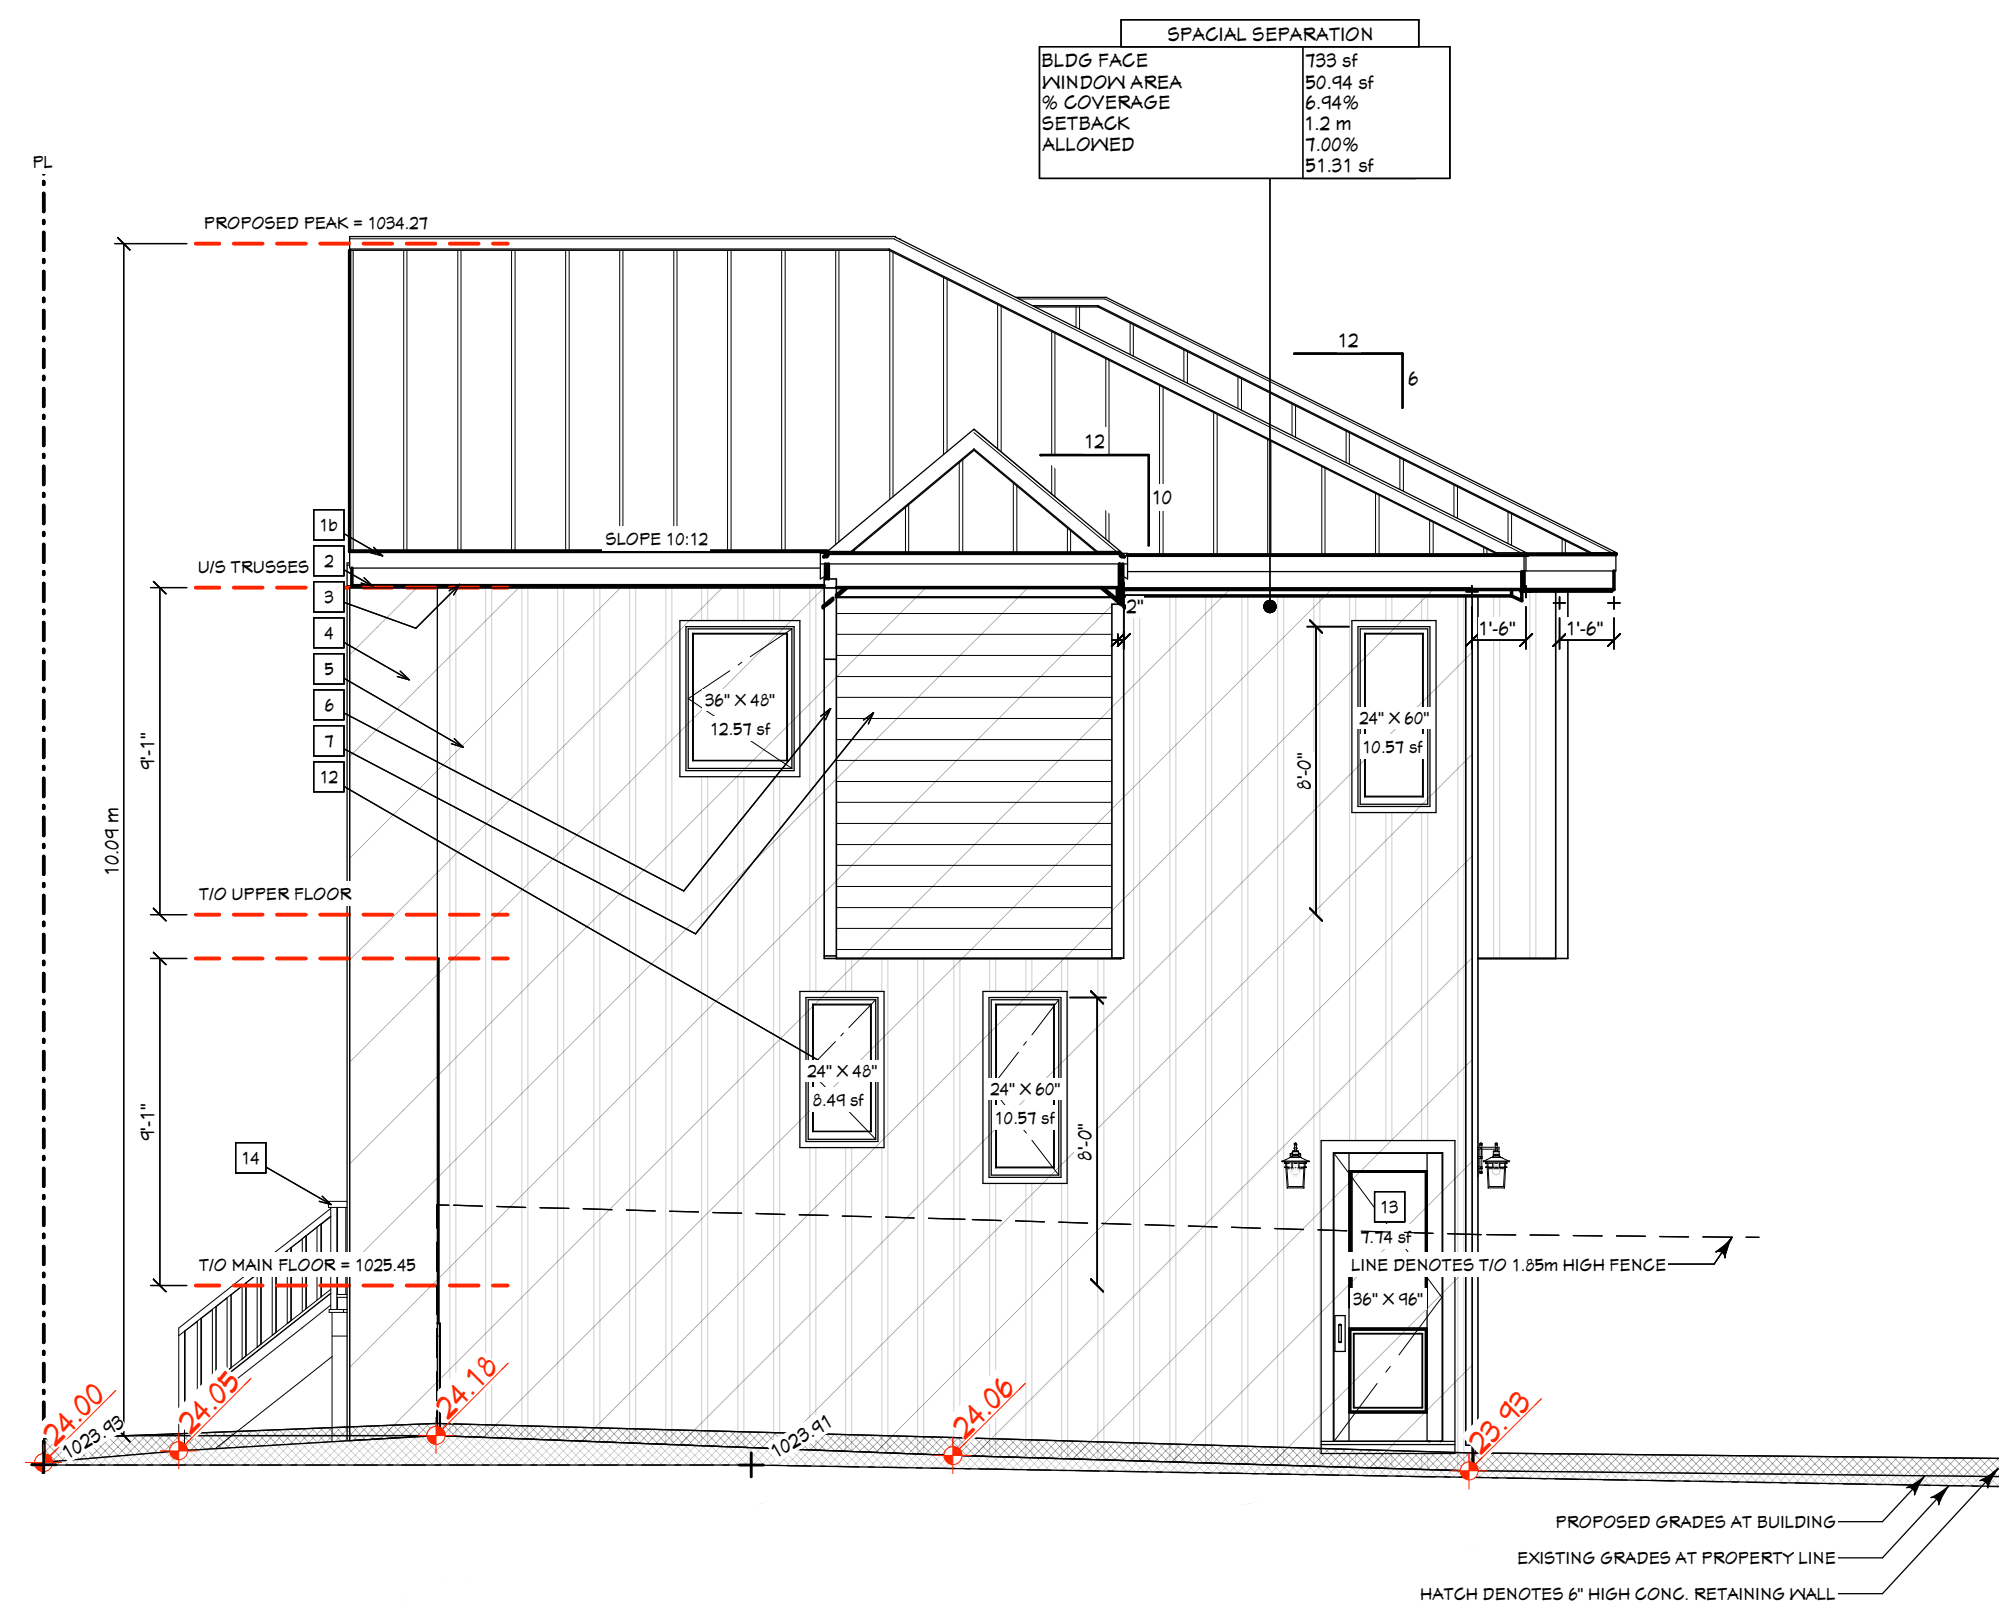 SPACIAL SEPARATION
BLDG FACE 733 sf
WINDOW AREA 50.94 sf
% COVERAGE 6.94%
SETBACK 1.2 m
ALLOWED 7.00%
51.31 sf
PL
PROPOSED PEAK = 1034.27
12
6
12
10
1b
SLOPE 10:12
U/S TRUSSES
2
3
2"
4
1'-6"
1'-6"
5
6
36" X 48"
12.57 sf
24" X 60"
10.57 sf
7
9'-1"
8'-0"
12
10.09 m
T/O UPPER FLOOR
24" X 48"
8.49 sf
24" X 60"
10.57 sf
9'-1"
8'-0"
14
13
7.74 sf
T/O MAIN FLOOR = 1025.45
LINE DENOTES T/O 1.85m HIGH FENCE
36" X 96"
24.00
1023.93
24.05
24.18
1023.91
24.06
23.93
PROPOSED GRADES AT BUILDING
EXISTING GRADES AT PROPERTY LINE
HATCH DENOTES 6" HIGH CONC. RETAINING WALL